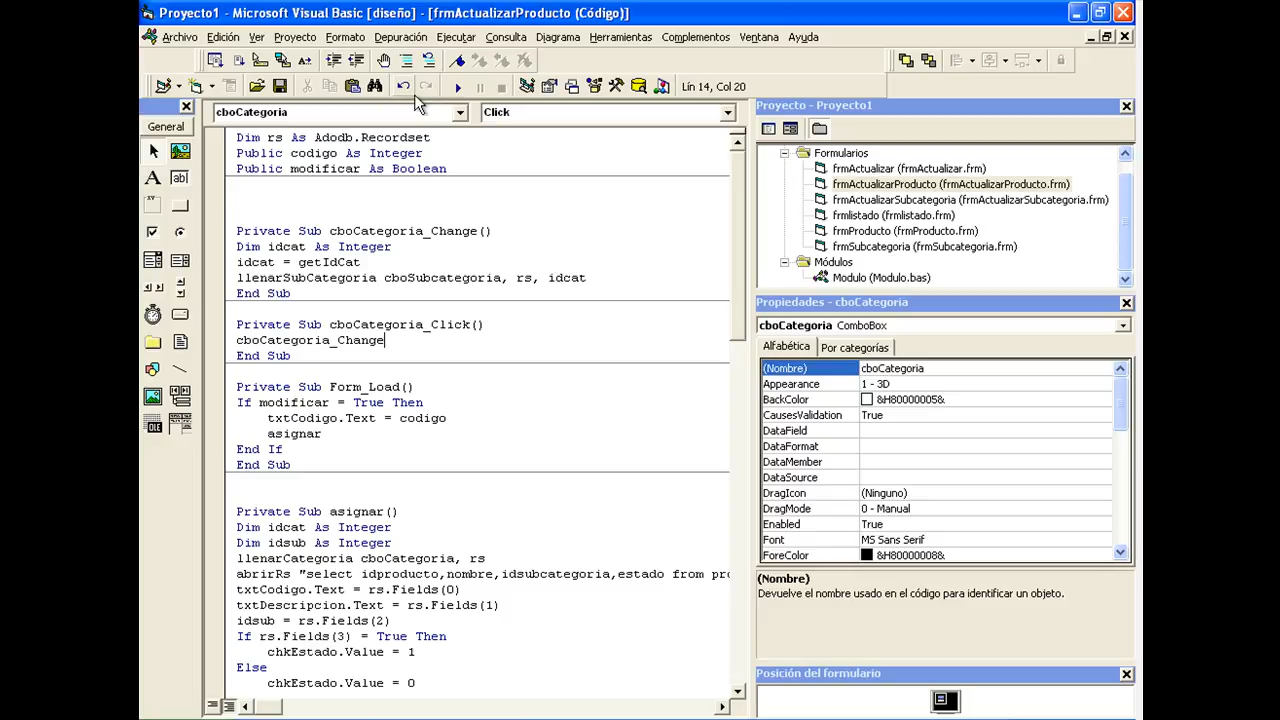 Proyecto1 - Microsoft Visual Basic [diseño] - [frmActualizarProducto (Código)]
Archivo Edición Ver Proyecto Formato Depuración Ejecutar Consulta Diagrama Herramientas Complementos Ventana Ayuda
Lín 14, Col 20
General
cboCategoria Click
Dim rs As Adodb.Recordset
Public codigo As Integer
Public modificar As Boolean
Private Sub cboCategoria_Change()
Dim idcat As Integer
idcat = getIdCat
llenarSubCategoria cboSubcategoria, rs, idcat
End Sub
Private Sub cboCategoria_Click()
cboCategoria_Change
End Sub
Private Sub Form_Load()
If modificar = True Then
txtCodigo.Text = codigo
asignar
End If
End Sub
Private Sub asignar()
Dim idcat As Integer
Dim idsub As Integer
llenarCategoria cboCategoria, rs
abrirRs "select idproducto,nombre,idsubcategoria,estado from pro
txtCodigo.Text = rs.Fields(0)
txtDescripcion.Text = rs.Fields(1)
idsub = rs.Fields(2)
If rs.Fields(3) = True Then
chkEstado.Value = 1
Else
chkEstado.Value = 0
Proyecto - Proyecto1
Formularios
frmActualizar (frmActualizar.frm)
frmActualizarProducto (frmActualizarProducto.frm)
frmActualizarSubcategoria (frmActualizarSubcategoria.frm)
frmlistado (frmlistado.frm)
frmProducto (frmProducto.frm)
frmSubcategoria (frmSubcategoria.frm)
Módulos
Modulo (Modulo.bas)
Propiedades - cboCategoria
cboCategoria ComboBox
Alfabética Por categorías
(Nombre) cboCategoria
Appearance 1 - 3D
BackColor &H80000005&
CausesValidation True
DataField
DataFormat
DataMember
DataSource
DragIcon (Ninguno)
DragMode 0 - Manual
Enabled True
Font MS Sans Serif
ForeColor &H80000008&
(Nombre)
Devuelve el nombre usado en el código para identificar un objeto.
Posición del formulario